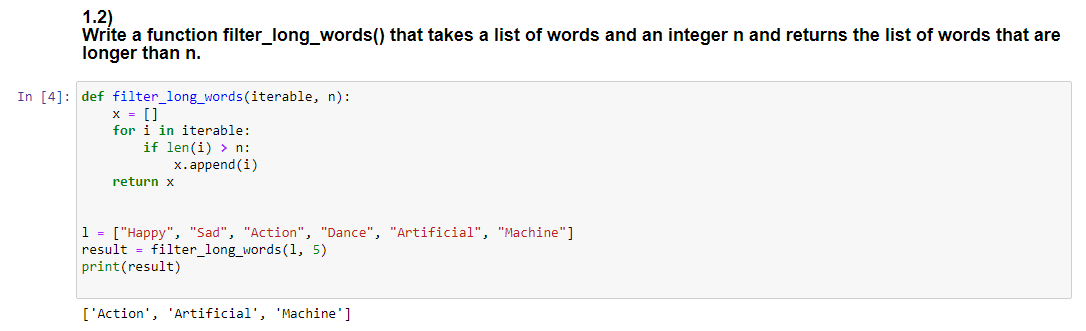 1.2)
Write a function filter_long_words() that takes a list of words and an integer n and returns the list of words that are
longer than n.
In [4]: def filter_long_words(iterable, n):
    x = []
    for i in iterable:
        if len(i) > n:
            x.append(i)
    return x
l = ["Happy", "Sad", "Action", "Dance", "Artificial", "Machine"]
result = filter_long_words(l, 5)
print(result)
['Action', 'Artificial', 'Machine']